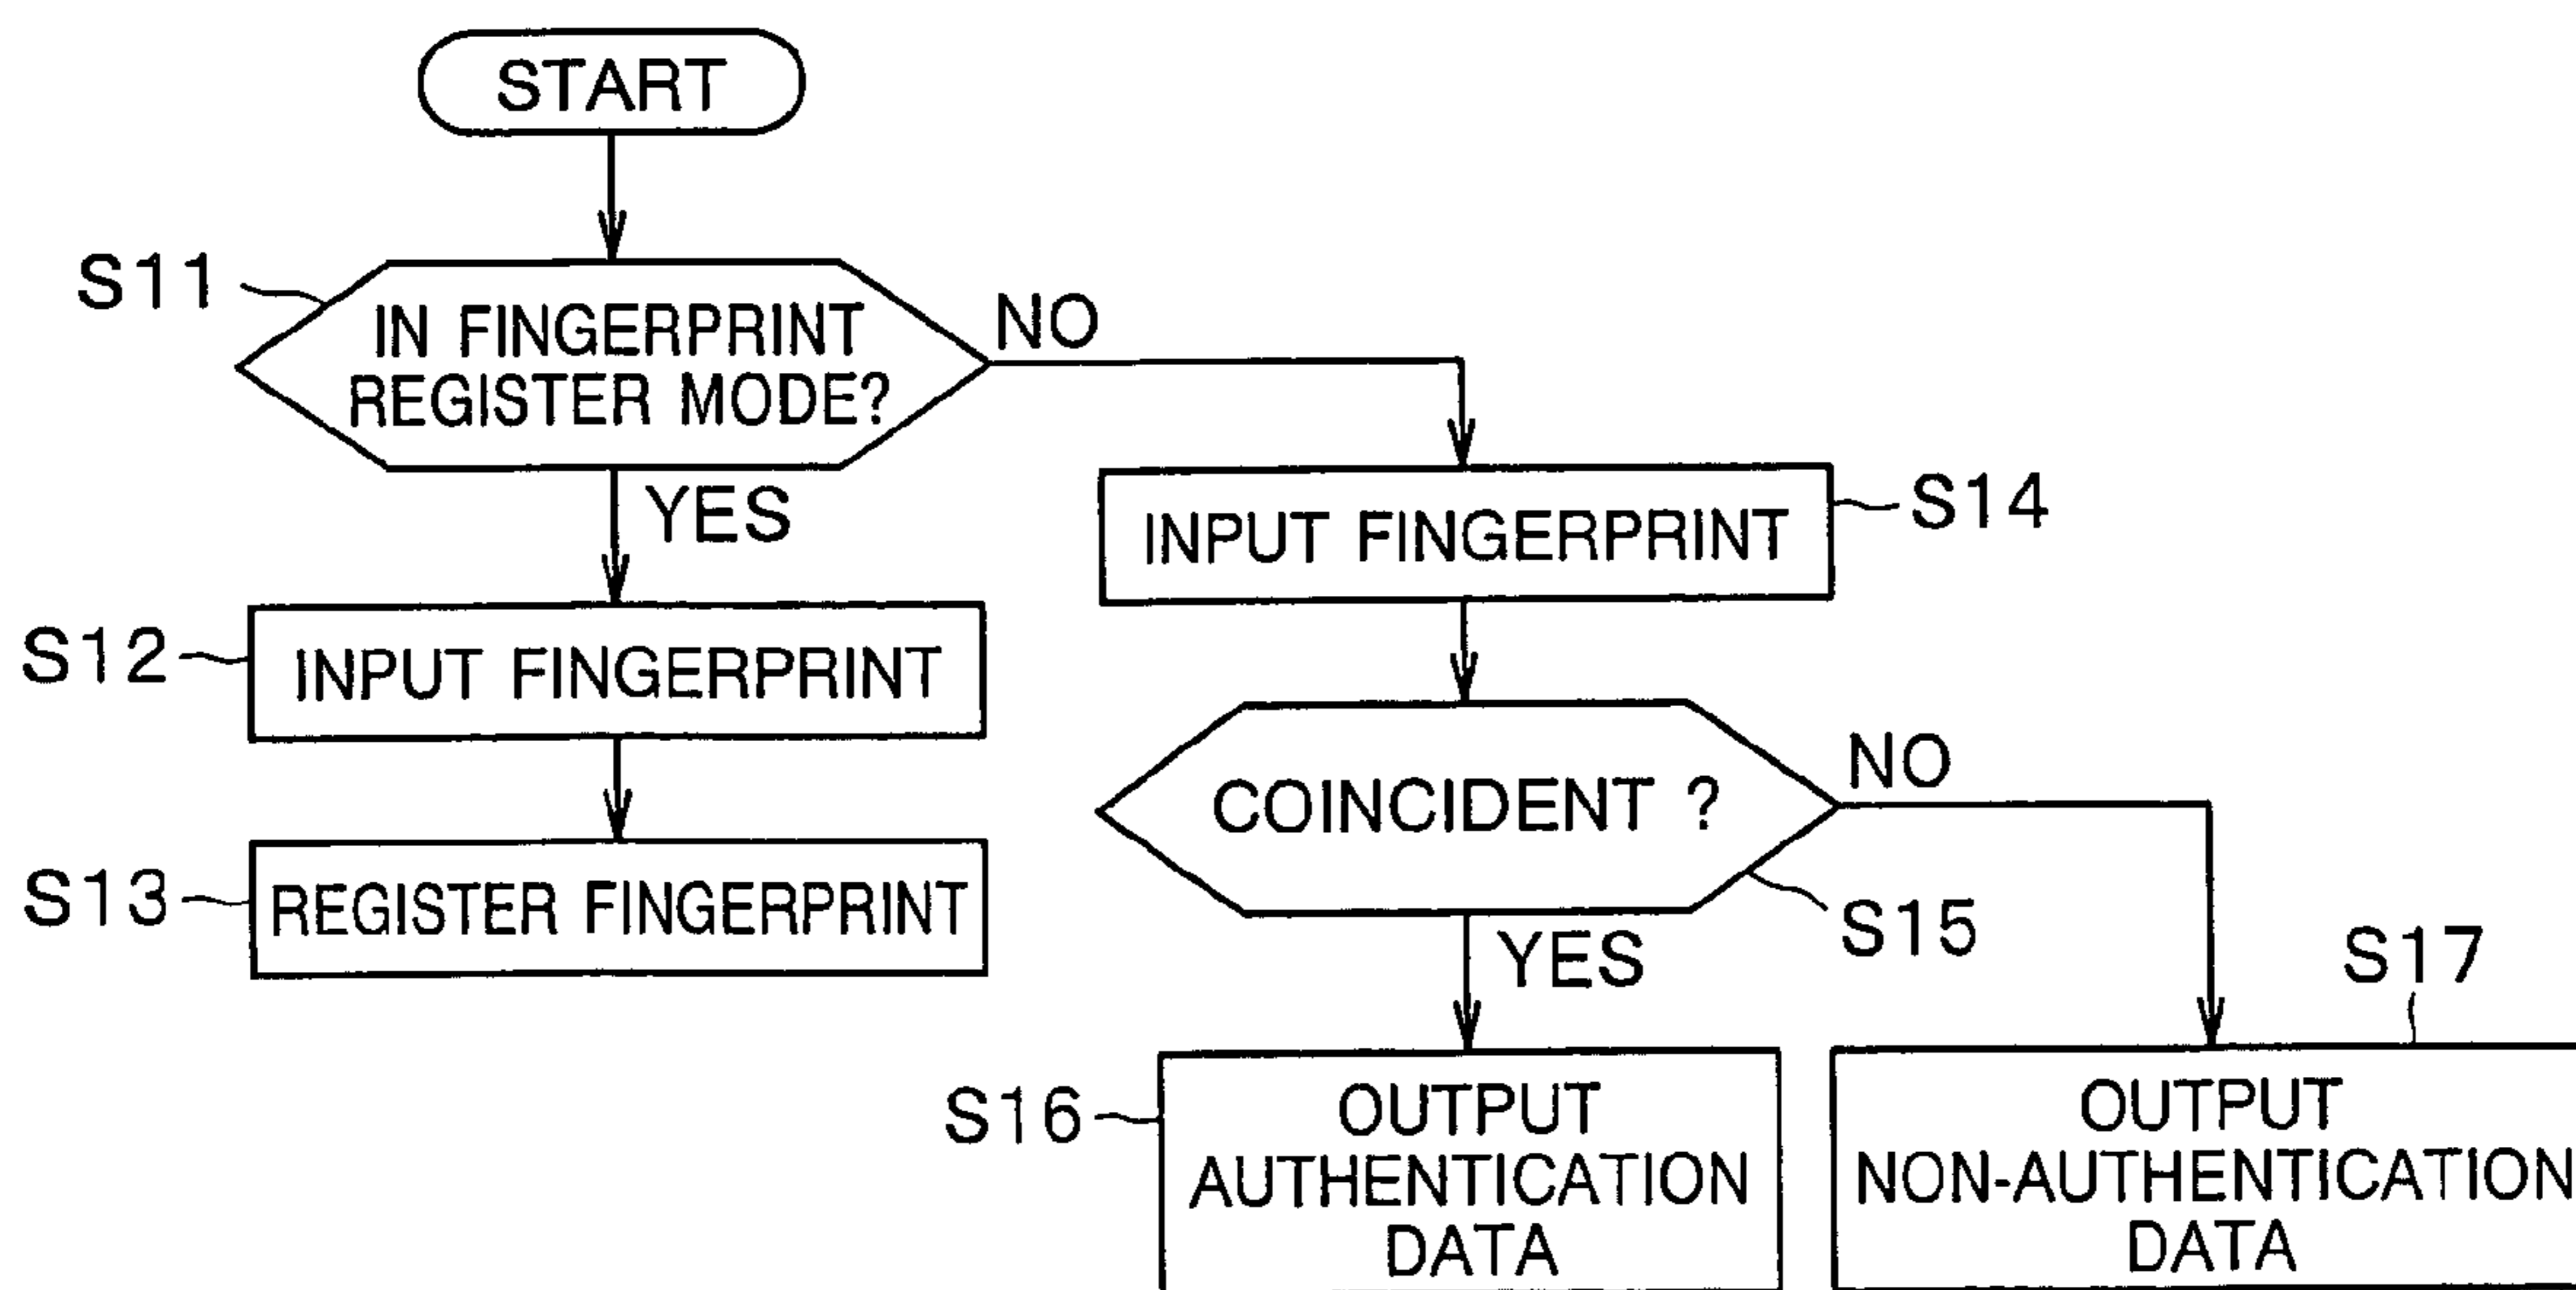 START
S11
IN FINGERPRINT
REGISTER MODE?
NO
YES
S12
INPUT FINGERPRINT
S13
REGISTER FINGERPRINT
INPUT FINGERPRINT
S14
COINCIDENT ?
NO
S15
YES
S16
OUTPUT
AUTHENTICATION
DATA
S17
OUTPUT
NON-AUTHENTICATION
DATA